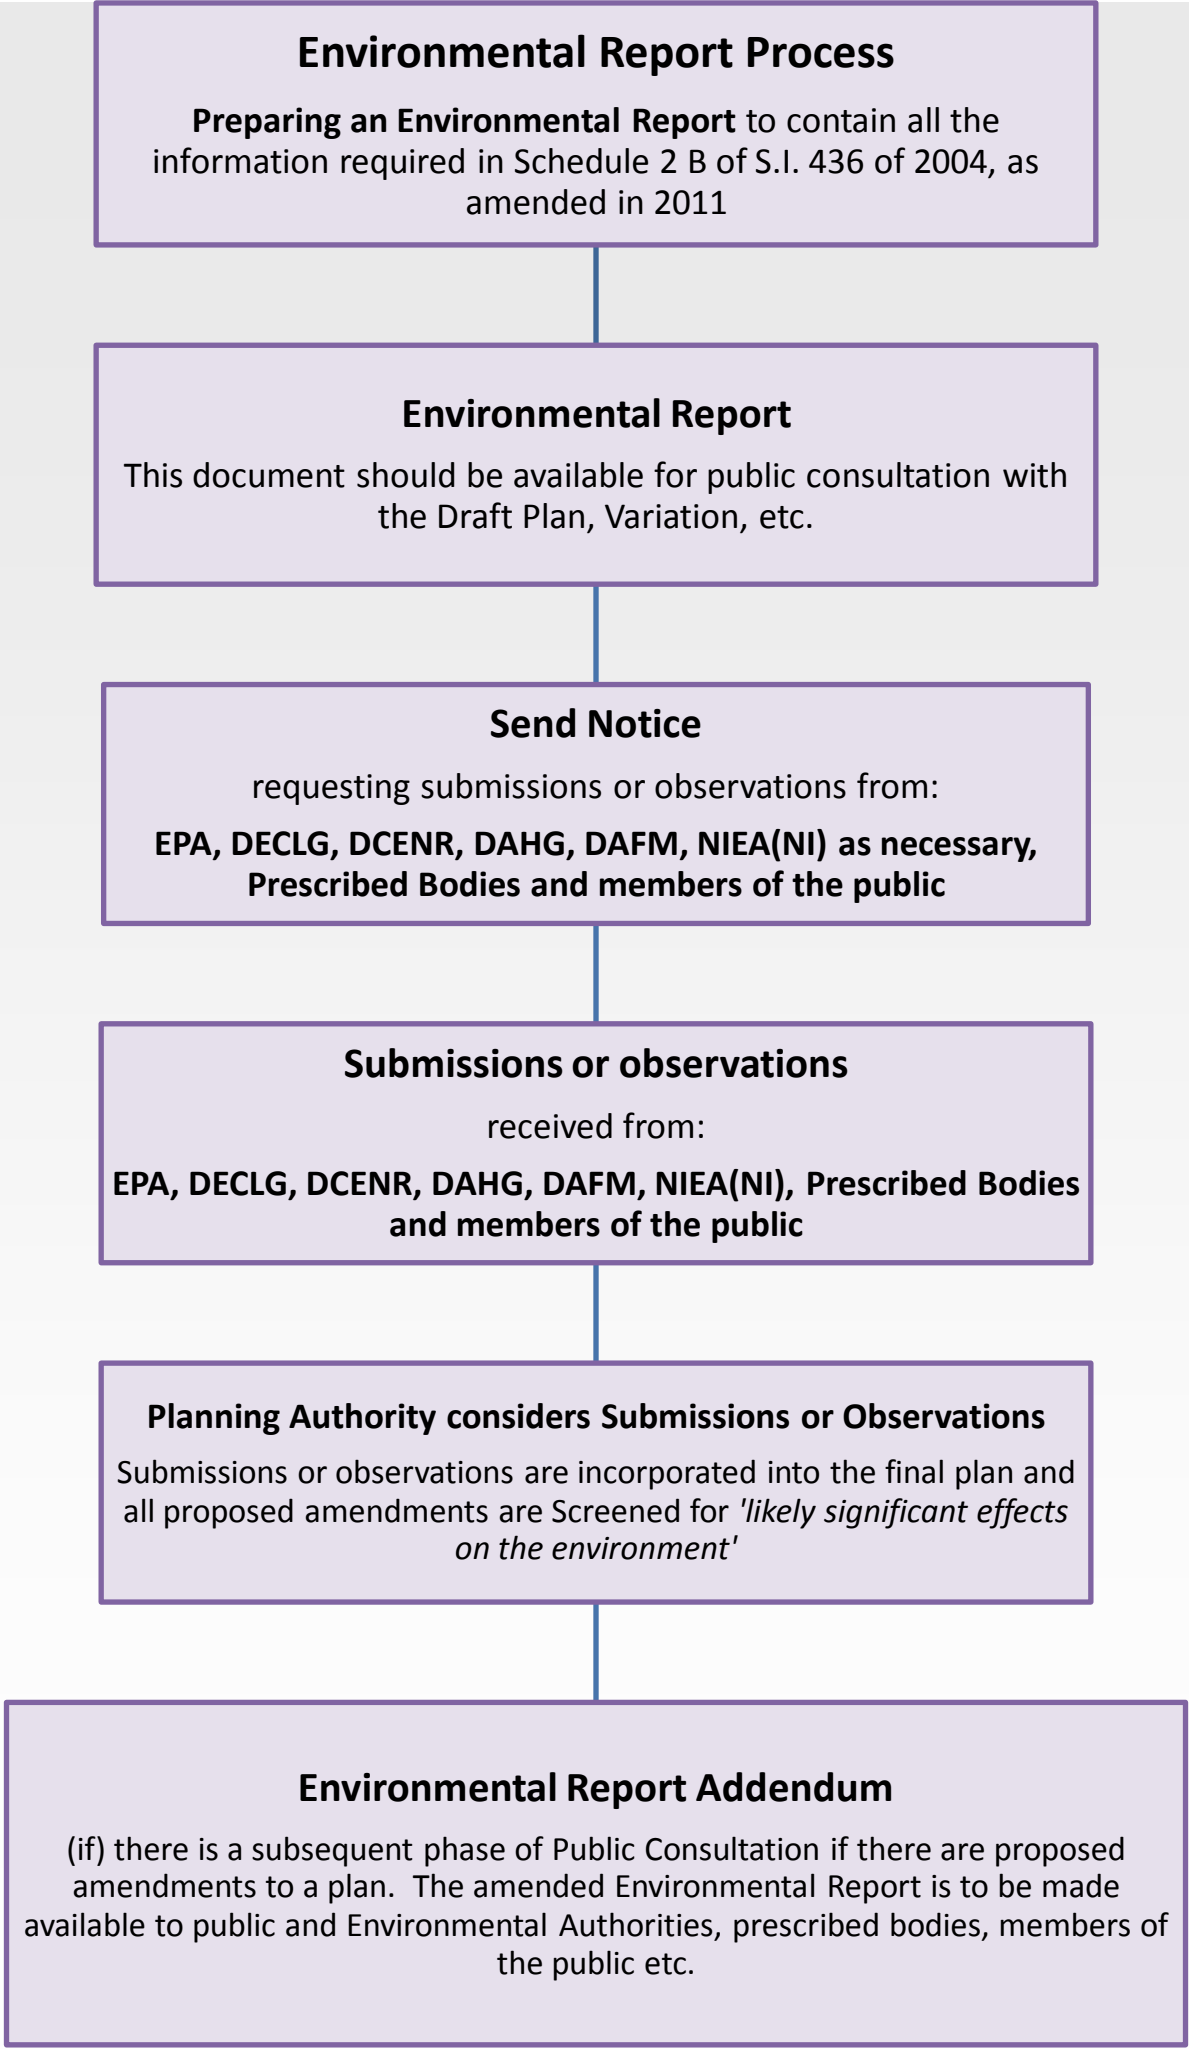 Environmental Report Process
Preparing an Environmental Report to contain all the
information required in Schedule 2 B of S.I. 436 of 2004, as
amended in 2011
Environmental Report
This document should be available for public consultation with
the Draft Plan, Variation, etc.
Send Notice
requesting submissions or observations from:
EPA, DECLG, DCENR, DAHG, DAFM, NIEA(NI) as necessary,
Prescribed Bodies and members of the public
Submissions or observations
received from:
EPA, DECLG, DCENR, DAHG, DAFM, NIEA(NI), Prescribed Bodies
and members of the public
Planning Authority considers Submissions or Observations
Submissions or observations are incorporated into the final plan and
all proposed amendments are Screened for 'likely significant effects
on the environment'
Environmental Report Addendum
(if) there is a subsequent phase of Public Consultation if there are proposed
amendments to a plan.  The amended Environmental Report is to be made
available to public and Environmental Authorities, prescribed bodies, members of
the public etc.